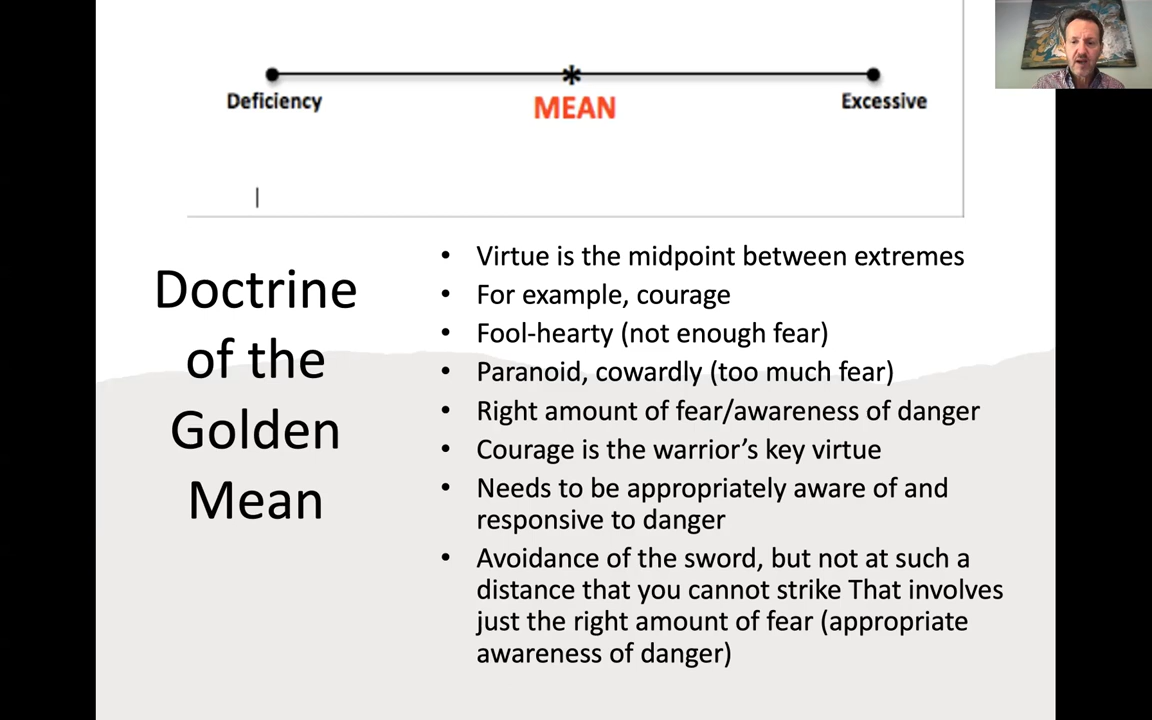 Deficiency
MEAN
Excessive
Doctrine
of the
Golden
Mean
• Virtue is the midpoint between extremes
• For example, courage
• Fool-hearty (not enough fear)
• Paranoid, cowardly (too much fear)
• Right amount of fear/awareness of danger
• Courage is the warrior’s key virtue
• Needs to be appropriately aware of and
responsive to danger
• Avoidance of the sword, but not at such a
distance that you cannot strike That involves
just the right amount of fear (appropriate
awareness of danger)